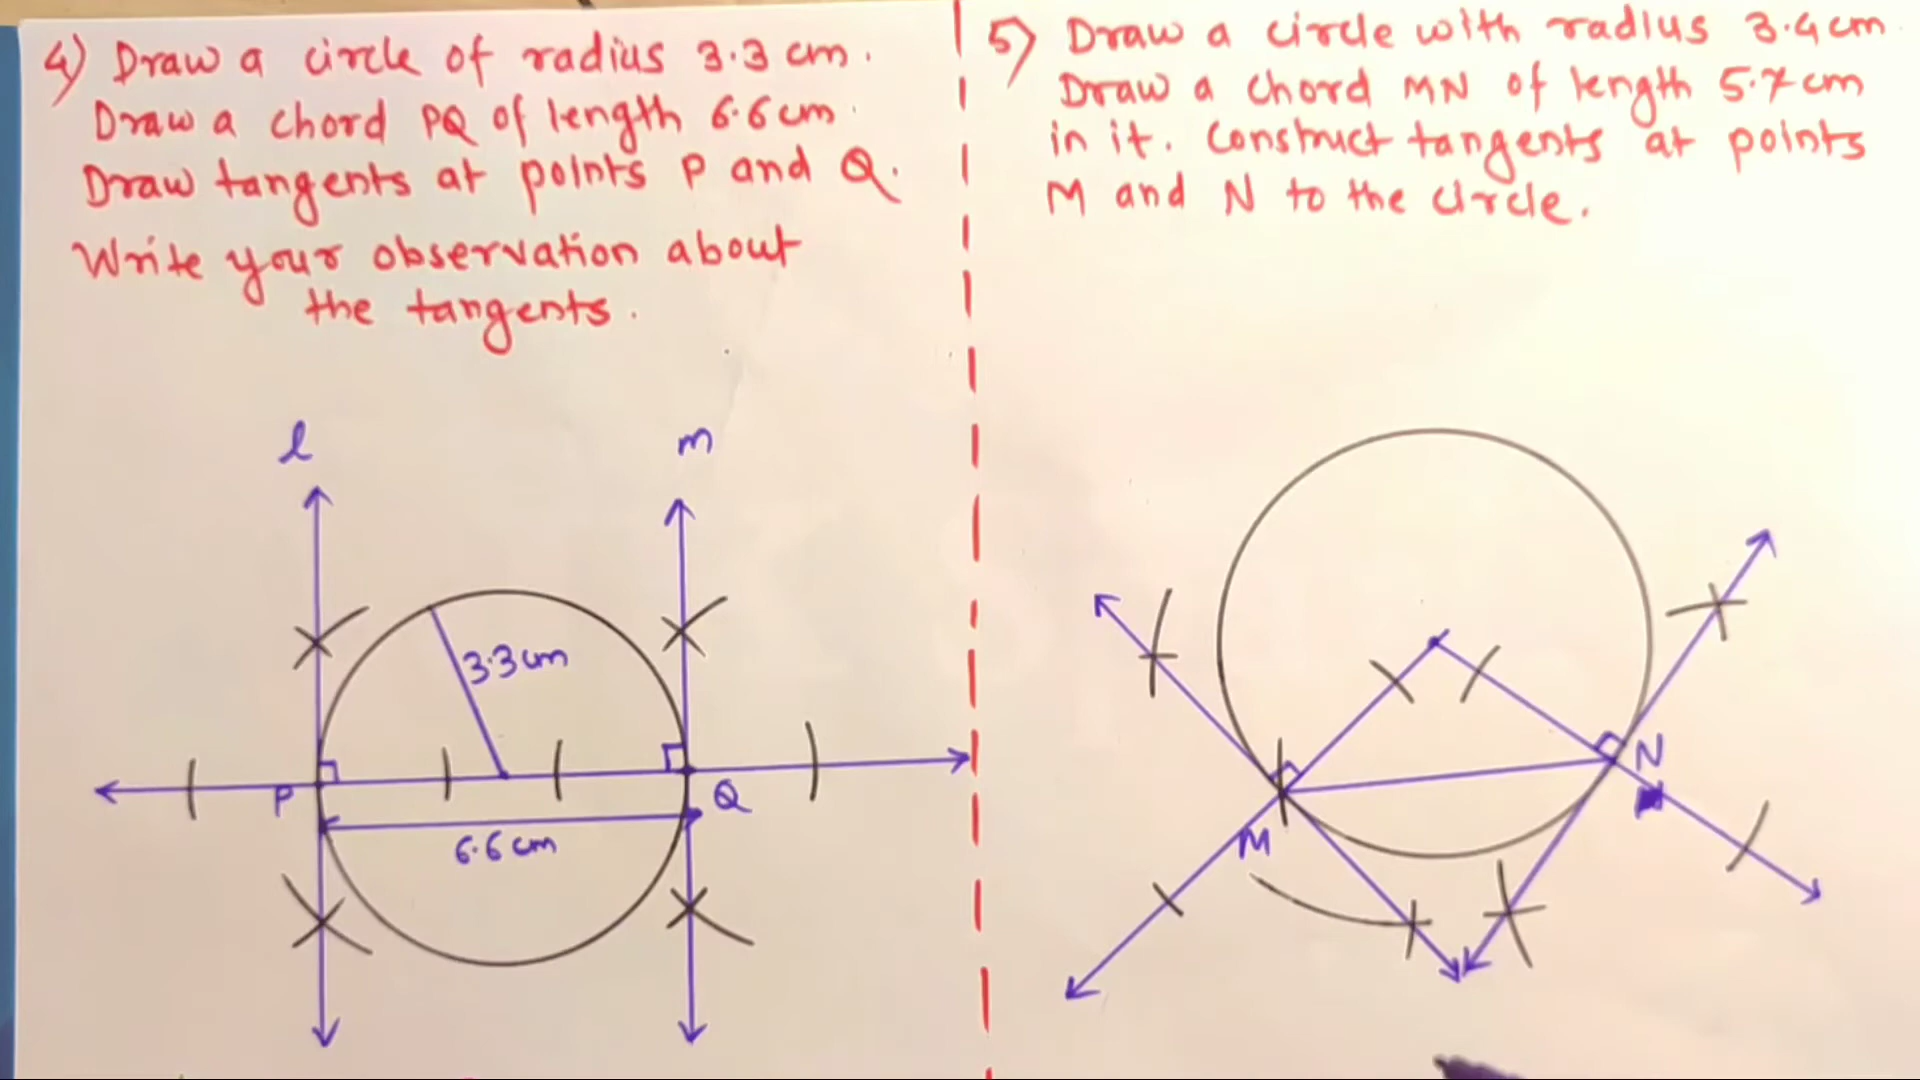 4) Draw a circle of radius 3.3 cm.
Draw a chord PQ of length 6.6 cm.
Draw tangents at points P and Q.
Write your observation about
the tangents.
l
m
3.3 cm
P
Q
6.6 cm
5) Draw a circle with radius 3.4 cm
Draw a chord MN of length 5.7 cm
in it. Construct tangents at points
M and N to the circle.
N
M